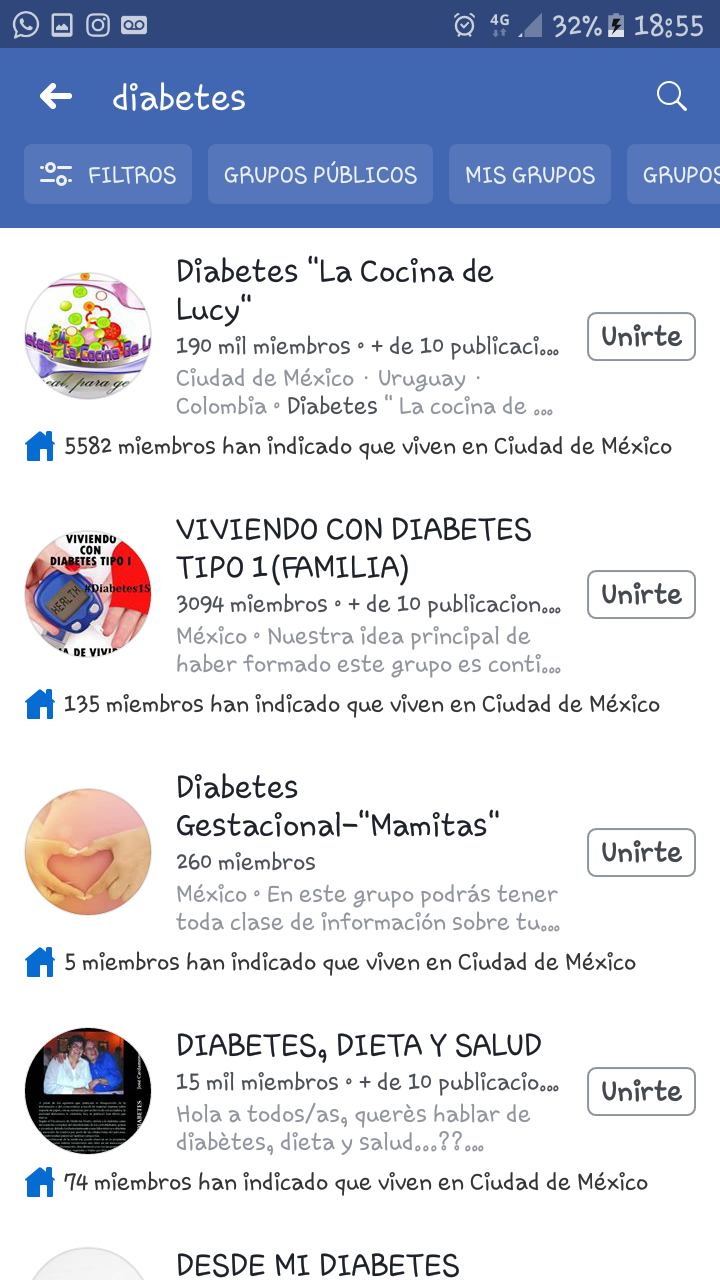 4G 32% 18:55
diabetes
FILTROS GRUPOS PÚBLICOS MIS GRUPOS GRUPOS
Diabetes "La Cocina de
Lucy"
190 mil miembros • + de 10 publicaci...
Ciudad de México · Uruguay ·
Colombia • Diabetes " La cocina de ...
Unirte
5582 miembros han indicado que viven en Ciudad de México
VIVIENDO
CON
DIABETES TIPO 1
#Diabetes1S
HEALTH
VIVIENDO CON DIABETES
TIPO 1(FAMILIA)
3094 miembros • + de 10 publicacion...
México • Nuestra idea principal de
haber formado este grupo es conti...
Unirte
135 miembros han indicado que viven en Ciudad de México
Diabetes
Gestacional-"Mamitas"
260 miembros
México • En este grupo podrás tener
toda clase de información sobre tu...
Unirte
5 miembros han indicado que viven en Ciudad de México
DIABETES, DIETA Y SALUD
15 mil miembros • + de 10 publicacio...
Hola a todos/as, querès hablar de
diabètes, dieta y salud...??...
Unirte
74 miembros han indicado que viven en Ciudad de México
DESDE MI DIABETES